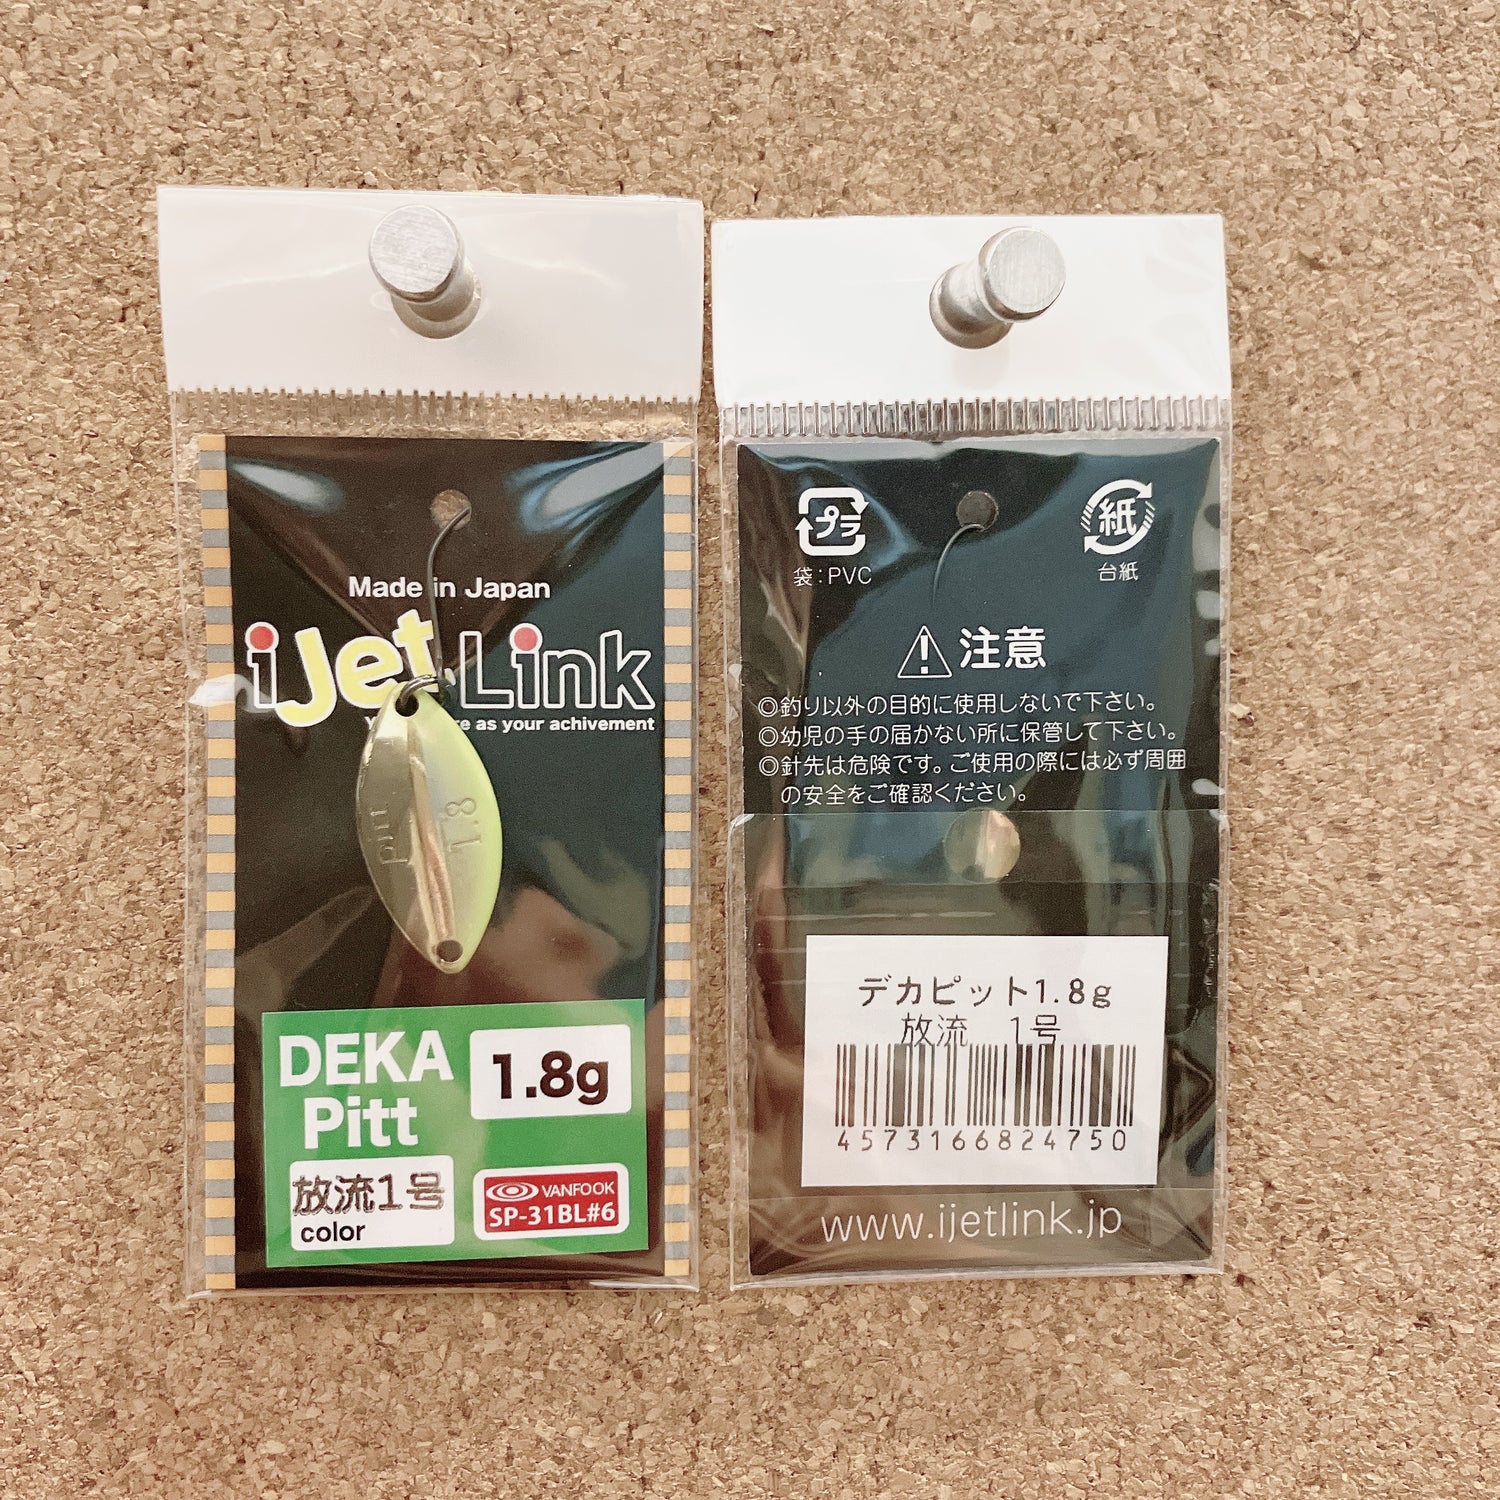 Made in Japan
iJet Link
as your achivement
pitt
1.8
DEKA
Pitt
1.8g
放流1号
color
VANFOOK
SP-31BL#6
プラ
袋:PVC
紙
台紙
注意
◎釣り以外の目的に使用しないで下さい。
◎幼児の手の届かない所に保管して下さい。
◎針先は危険です。ご使用の際には必ず周囲
の安全をご確認ください。
デカピット1.8g
放流 1号
4573166824750
www.ijetlink.jp